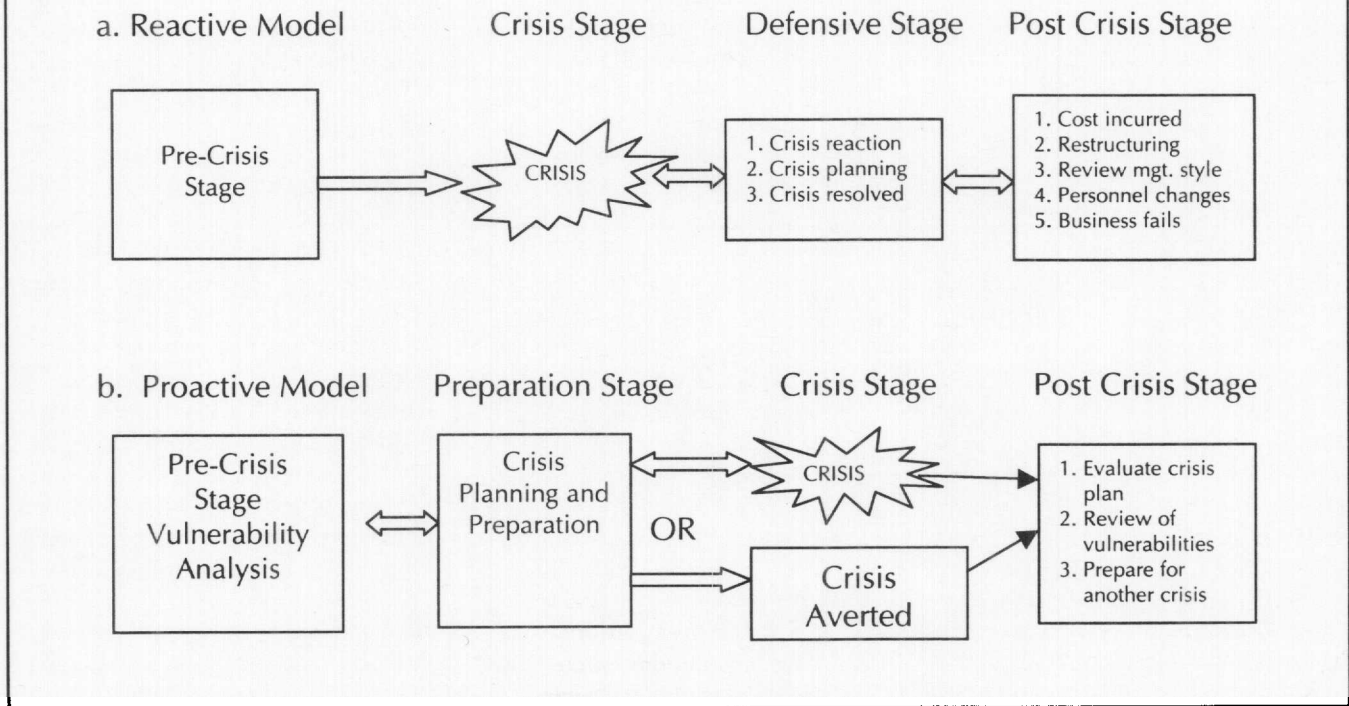 a. Reactive Model
Crisis Stage
Defensive Stage
Post Crisis Stage
Pre-Crisis
Stage
CRISIS
1. Crisis reaction
2. Crisis planning
3. Crisis resolved
1. Cost incurred
2. Restructuring
3. Review mgt. style
4. Personnel changes
5. Business fails
b. Proactive Model
Preparation Stage
Crisis Stage
Post Crisis Stage
Pre-Crisis
Stage
Vulnerability
Analysis
Crisis
Planning and
Preparation
OR
CRISIS
Crisis
Averted
1. Evaluate crisis
plan
2. Review of
vulnerabilities
3. Prepare for
another crisis